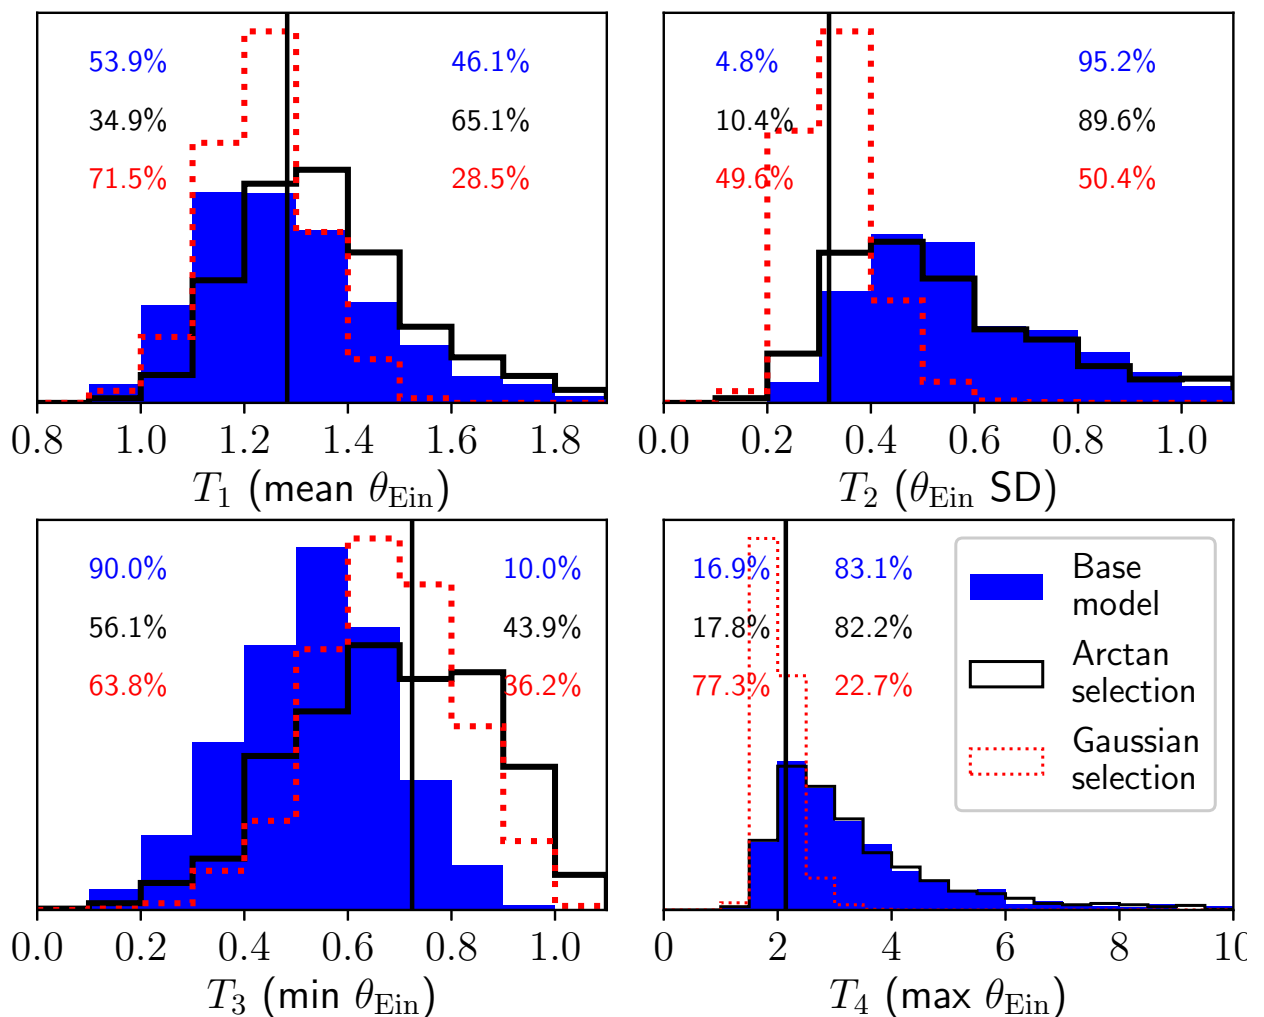 53.9% 46.1%
34.9% 65.1%
71.5% 28.5%
0.8 1.0 1.2 1.4 1.6 1.8
T1 (mean θEin)
4.8% 95.2%
10.4% 89.6%
49.6% 50.4%
0.0 0.2 0.4 0.6 0.8 1.0
T2 (θEin SD)
90.0% 10.0%
56.1% 43.9%
63.8% 36.2%
0.0 0.2 0.4 0.6 0.8 1.0
T3 (min θEin)
16.9% 83.1%
17.8% 82.2%
77.3% 22.7%
Base
model
Arctan
selection
Gaussian
selection
0 2 4 6 8 10
T4 (max θEin)